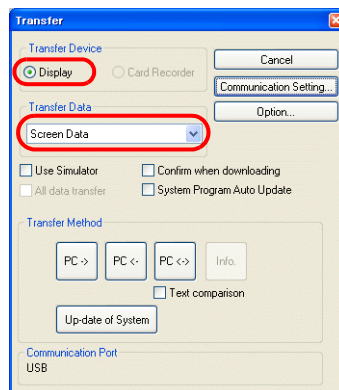 Transfer
Transfer Device
Display
Card Recorder
Cancel
Communication Setting...
Option...
Transfer Data
Screen Data
Use Simulator
Confirm when downloading
All data transfer
System Program Auto Update
Transfer Method
PC ->
PC <-
PC <->
Info.
Text comparison
Up-date of System
Communication Port
USB